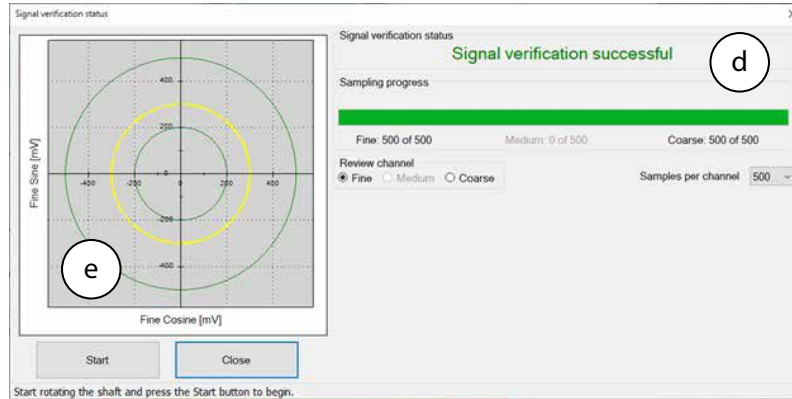 Signal verification status
Signal verification status
Signal verification successful
d
Sampling progress
Fine: 500 of 500 Medium: 0 of 500 Coarse: 500 of 500
Review channel
Fine Medium Coarse
Samples per channel 500
Fine Sine [mV]
400
200
-400 -200 0 200 400
-200
-400
e
Fine Cosine [mV]
Start Close
Start rotating the shaft and press the Start button to begin.